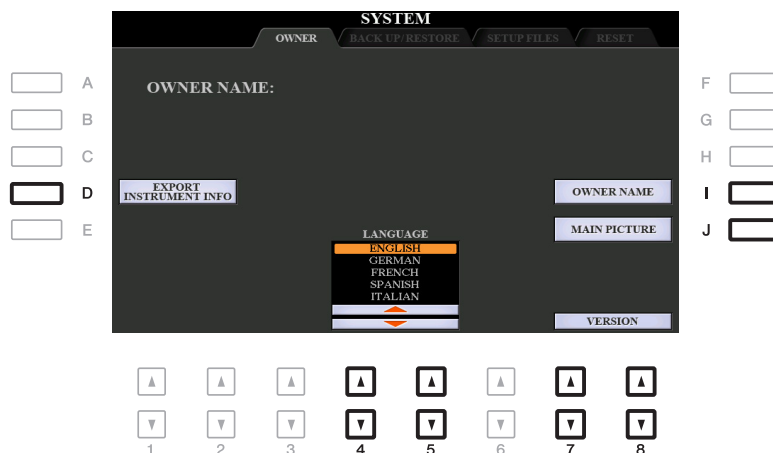 SYSTEM
OWNER BACK UP/RESTORE SETUP FILES RESET
A OWNER NAME: F
B G
C H
D EXPORT INSTRUMENT INFO OWNER NAME I
E MAIN PICTURE J
LANGUAGE
ENGLISH
GERMAN
FRENCH
SPANISH
ITALIAN
VERSION
1 2 3 4 5 6 7 8